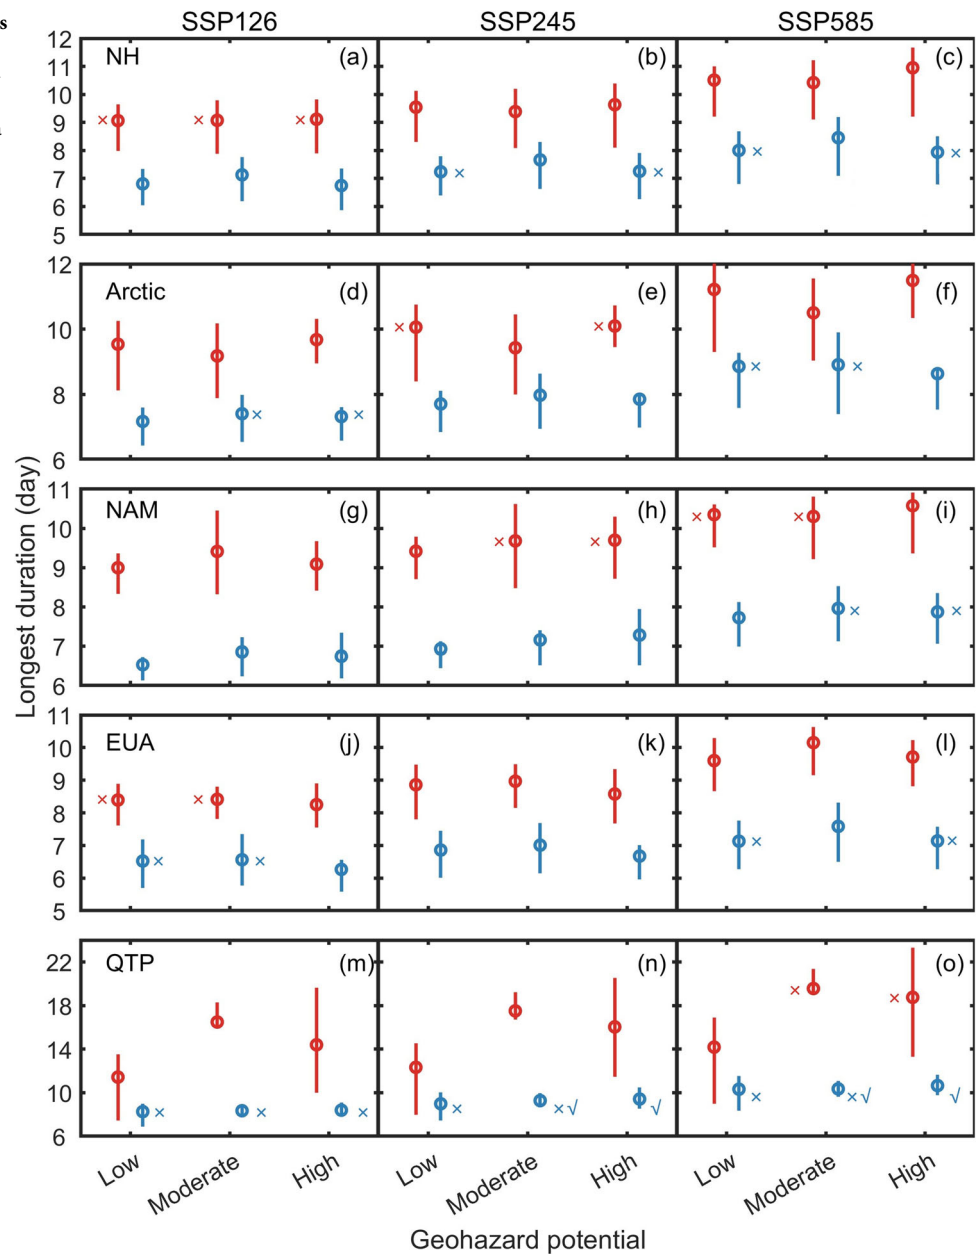 s
SSP126 SSP245 SSP585
12 NH (a) (b) (c)
11
10
9
× × ×
8
× ×
× ×
7
6
5
12 Arctic (d) (e) (f)
10
× ×
× ×
8
× ×
6
11 NAM (g) (h) (i)
10
× × × ×
9
8
× ×
7
6
11 EUA (j) (k) (l)
10
9
8
× ×
7
× × × ×
6
5
22 QTP (m) (n) (o)
× ×
18
14
10
× × × × ×√ √ × ×√ √
6
Low Moderate High Low Moderate High Low Moderate High
Longest duration (day)
Geohazard potential